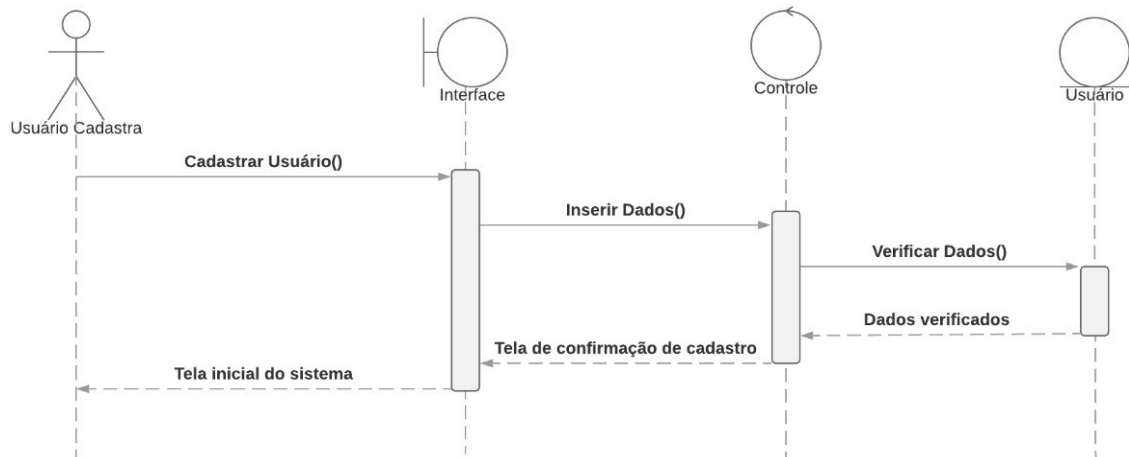 Usuário Cadastra
Interface
Controle
Usuário
Cadastrar Usuário()
Inserir Dados()
Verificar Dados()
Dados verificados
Tela de confirmação de cadastro
Tela inicial do sistema